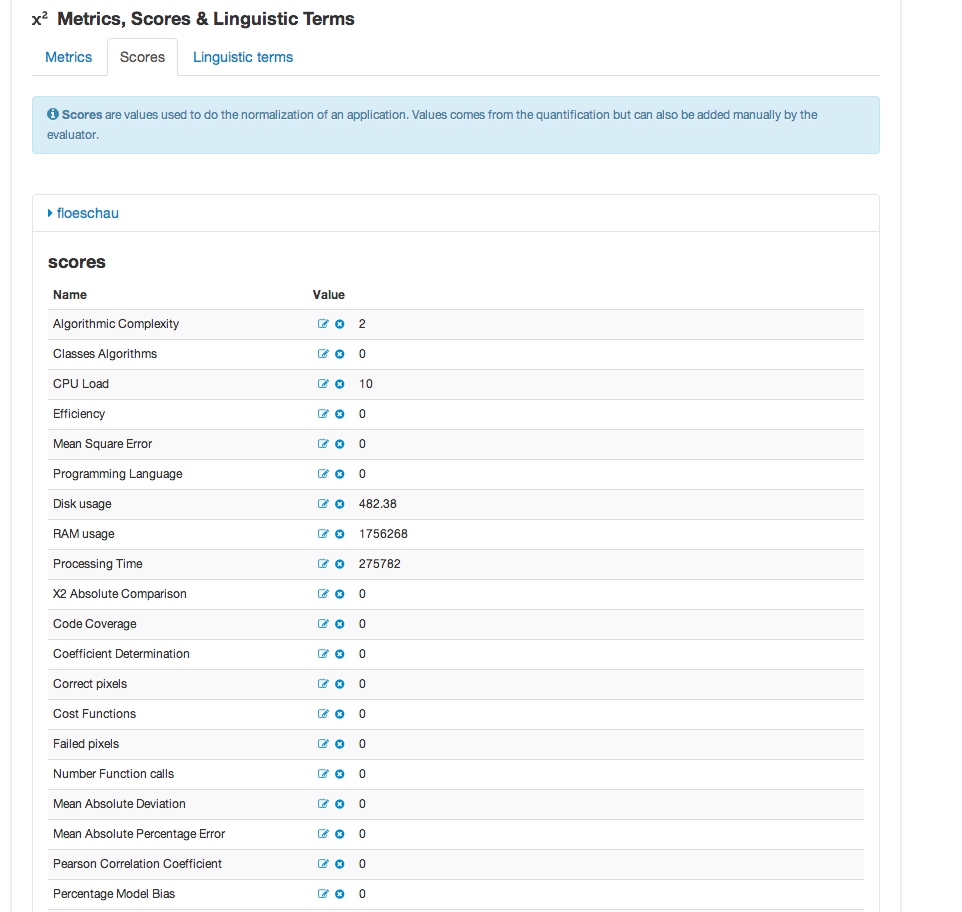 x² Metrics, Scores & Linguistic Terms
Metrics Scores Linguistic terms
Scores are values used to do the normalization of an application. Values comes from the quantification but can also be added manually by the
evaluator.
floeschau
scores
Name Value
Algorithmic Complexity 2
Classes Algorithms 0
CPU Load 10
Efficiency 0
Mean Square Error 0
Programming Language 0
Disk usage 482.38
RAM usage 1756268
Processing Time 275782
X2 Absolute Comparison 0
Code Coverage 0
Coefficient Determination 0
Correct pixels 0
Cost Functions 0
Failed pixels 0
Number Function calls 0
Mean Absolute Deviation 0
Mean Absolute Percentage Error 0
Pearson Correlation Coefficient 0
Percentage Model Bias 0